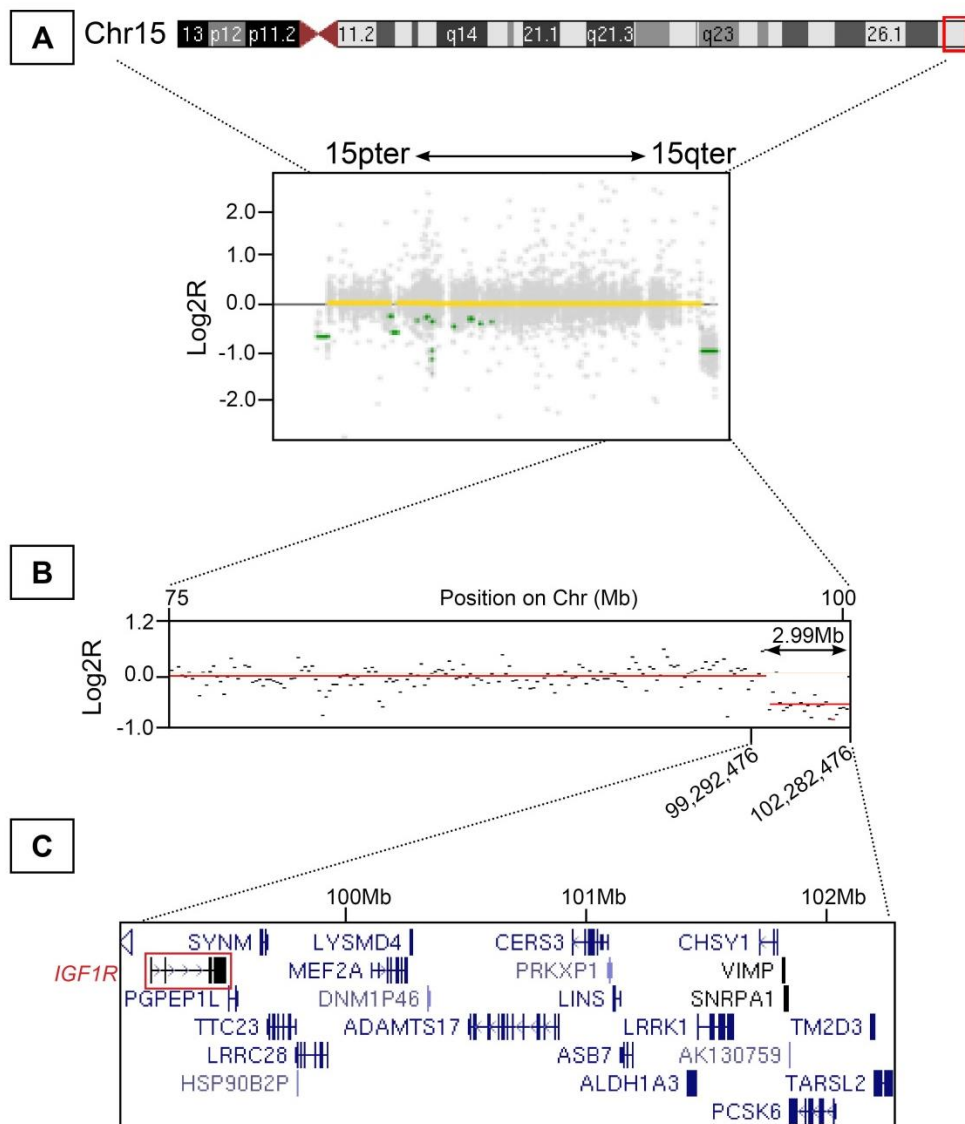 A
Chr15 13 p12 p11.2 11.2 q14 21.1 q21.3 q23 26.1
15pter 15qter
2.0
1.0
0.0
-1.0
-2.0
Log2R
B
75 Position on Chr (Mb) 100
1.2
0.0
-1.0
Log2R
2.99Mb
99,292,476
102,282,476
C
100Mb 101Mb 102Mb
SYNM LYSMD4 CERS3 CHSY1
IGF1R MEF2A PRKXP1 VIMP
PGPEP1L DNM1P46 LINS SNRPA1
TTC23 ADAMTS17 LRRK1 TM2D3
LRRC28 ASB7 AK130759
HSP90B2P ALDH1A3 TARSL2
PCSK6